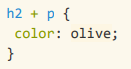 h2 + p {
 color: olive;
}